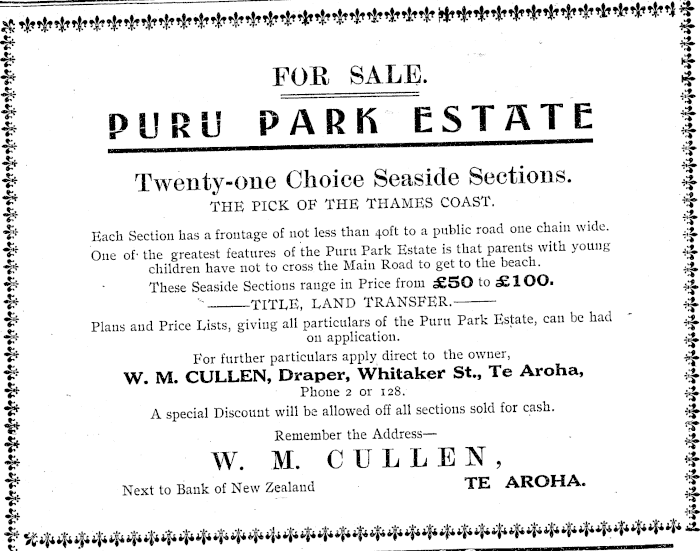 FOR SALE.
PURU PARK ESTATE
Twenty-one Choice Seaside Sections.
THE PICK OF THE THAMES COAST.
Each Section has a frontage of not less than 40ft to a public road one chain wide.
One of the greatest features of the Puru Park Estate is that parents with young
children have not to cross the Main Road to get to the beach.
These Seaside Sections range in Price from £50 to £100.
TITLE, LAND TRANSFER.
Plans and Price Lists, giving all particulars of the Puru Park Estate, can be had
on application.
For further particulars apply direct to the owner,
W. M. CULLEN, Draper, Whitaker St., Te Aroha,
Phone 2 or 128.
A special Discount will be allowed off all sections sold for cash.
Remember the Address—
W. M. CULLEN,
Next to Bank of New Zealand TE AROHA.